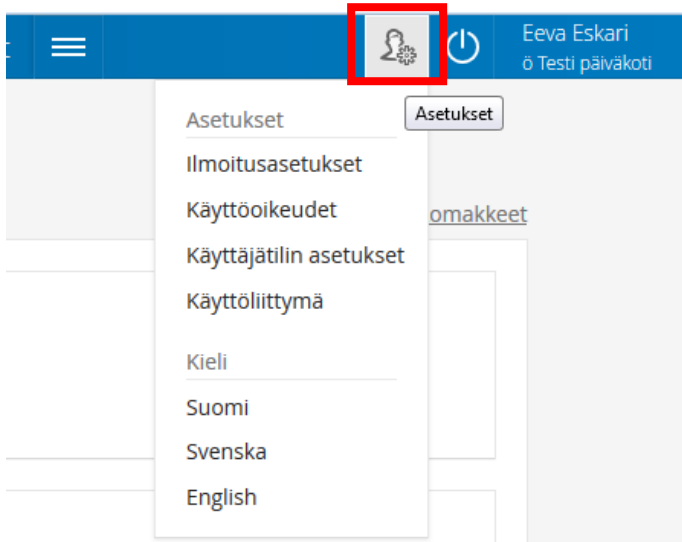 Eeva Eskari
ö Testi päiväkoti
Asetukset
Asetukset
Ilmoitusasetukset
Käyttöoikeudet
omakkeet
Käyttäjätilin asetukset
Käyttöliittymä
Kieli
Suomi
Svenska
English